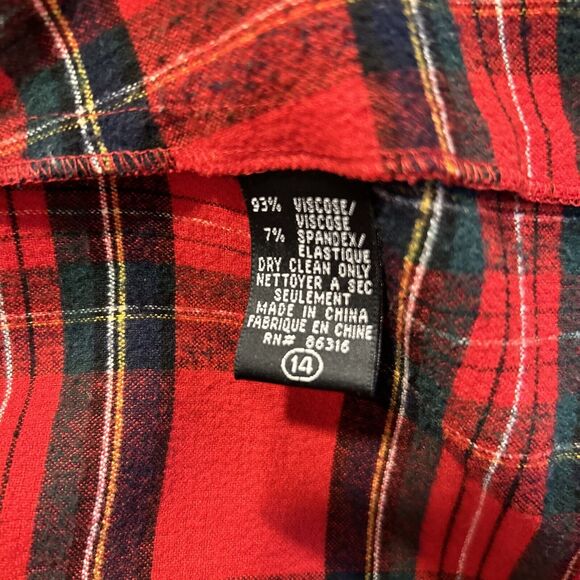 93% VISCOSE/
VISCOSE
7% SPANDEX/
ELASTIQUE
DRY CLEAN ONLY
NETTOYER A SEC
SEULEMENT
MADE IN CHINA
FABRIQUE EN CHINE
RN# 86316
14